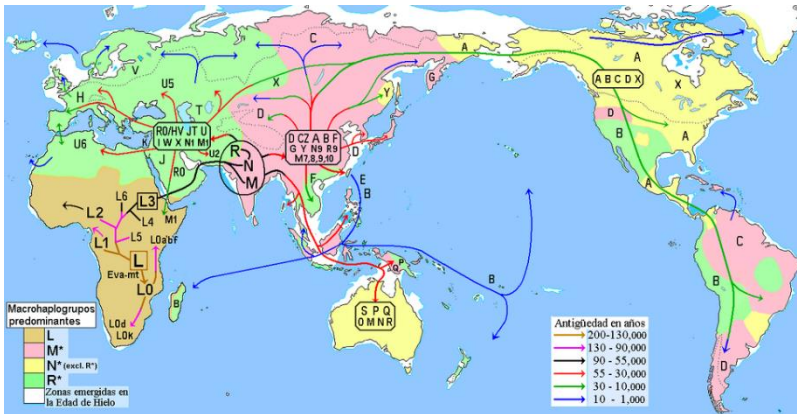 C
V
U5
H
T
X
A
A
X
A B C D X
A
D
B
A
C
B
D
G
Y
D
K
R0/HV JT U
I W X N1 M1
J
R0
U2
U6
D CZ A B F
G Y N9 R9
M7,8,9,10
R
N
M
F
E
B
L3
L2
L6
L4
L5
L1
L0abf
M1
L
Eva-mt
L0
L0d
L0k
B
B
P
Q
S P Q
O M N R
Macrohaplogrupos
predominantes
L
M*
N* (excl. R*)
R*
Zonas emergidas en
la Edad de Hielo
Antigüedad en años
200-130,000
130 - 90,000
90 - 55,000
55 - 30,000
30 - 10,000
10 - 1,000